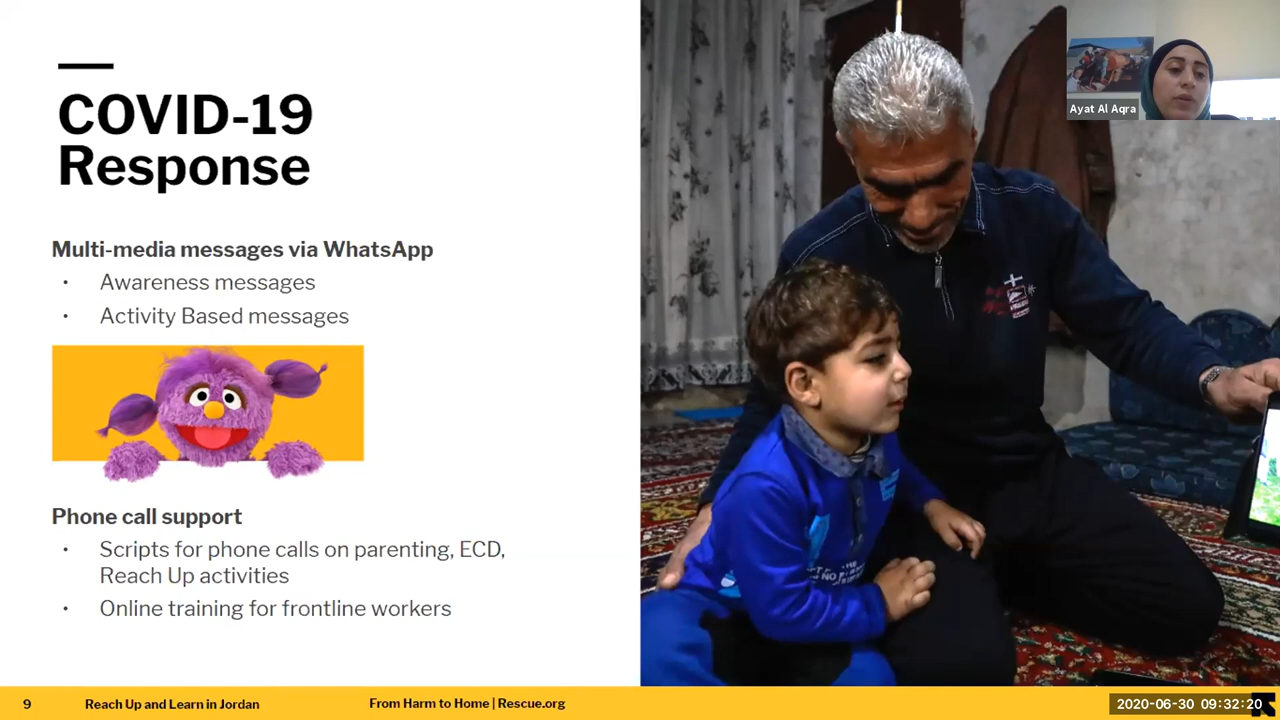 COVID-19
Response
Multi-media messages via WhatsApp
• Awareness messages
• Activity Based messages
Phone call support
• Scripts for phone calls on parenting, ECD,
Reach Up activities
• Online training for frontline workers
9 Reach Up and Learn in Jordan From Harm to Home | Rescue.org
Ayat Al Aqra
2020-06-30 09:32:20